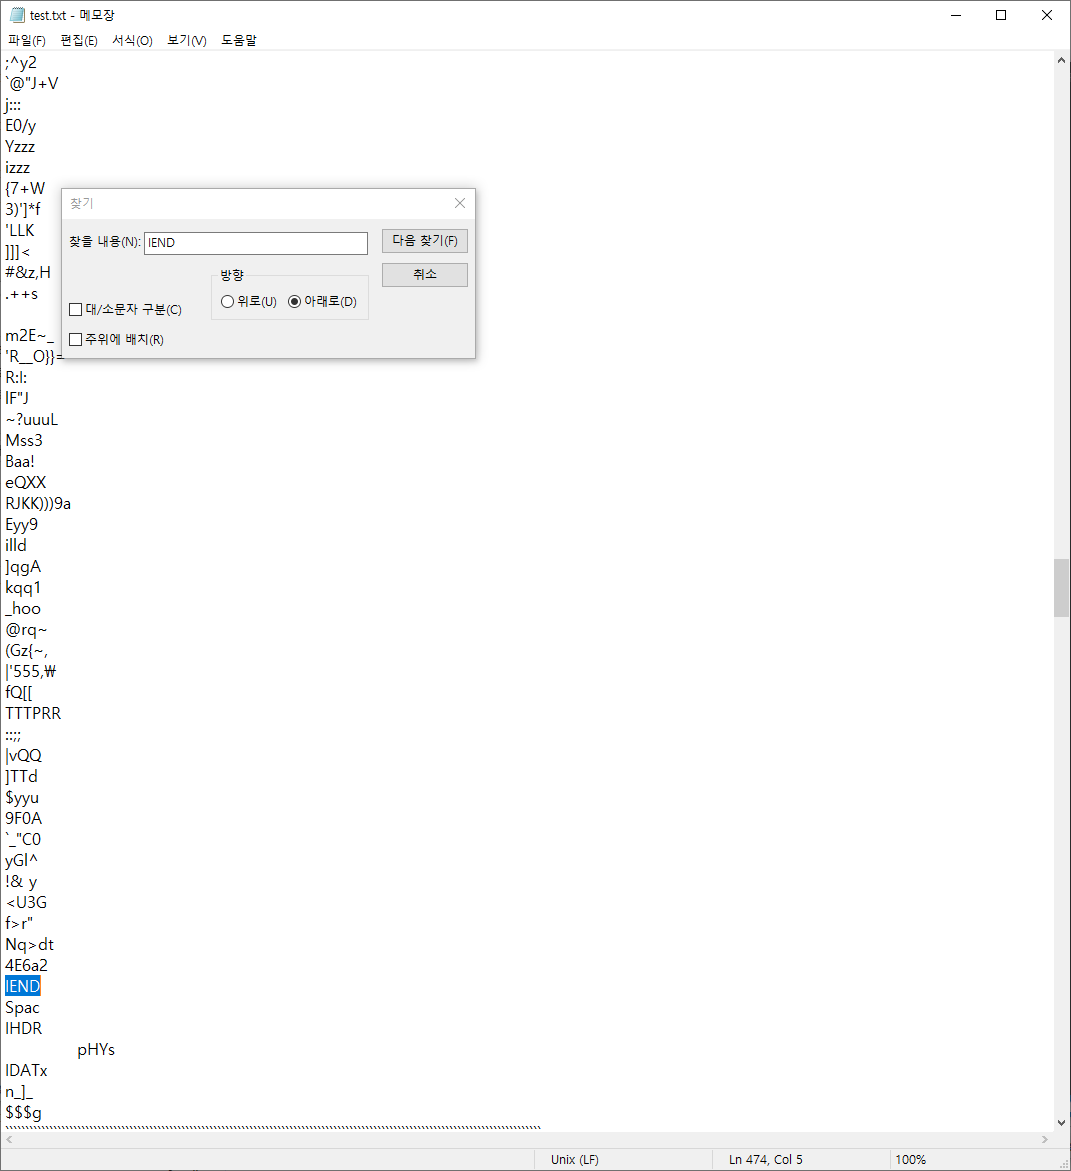 test.txt - 메모장
파일(F) 편집(E) 서식(O) 보기(V) 도움말
;^y2
`@"J+V
j:::
E0/y
Yzzz
izzz
{7+W
3)']*f
'LLK
]]]<
#&z,H
.++s
찾기
찾을 내용(N): IEND
다음 찾기(F)
취소
방향
위로(U) 아래로(D)
대/소문자 구분(C)
주위에 배치(R)
m2E~_
'R__O}}=
R:I:
IF"J
~?uuuL
Mss3
Baa!
eQXX
RJKK)))9a
Eyy9
illd
]qgA
kqq1
_hoo
@rq~
(Gz{~,
|'555,₩
fQ[[
TTTPRR
::;;
|vQQ
]TTd
$yyu
9F0A
`_"C0
yGl^
!& y
<U3G
f>r"
Nq>dt
4E6a2
IEND
Spac
IHDR
pHYs
IDATx
n_]_
$$$g
Unix (LF) Ln 474, Col 5 100%